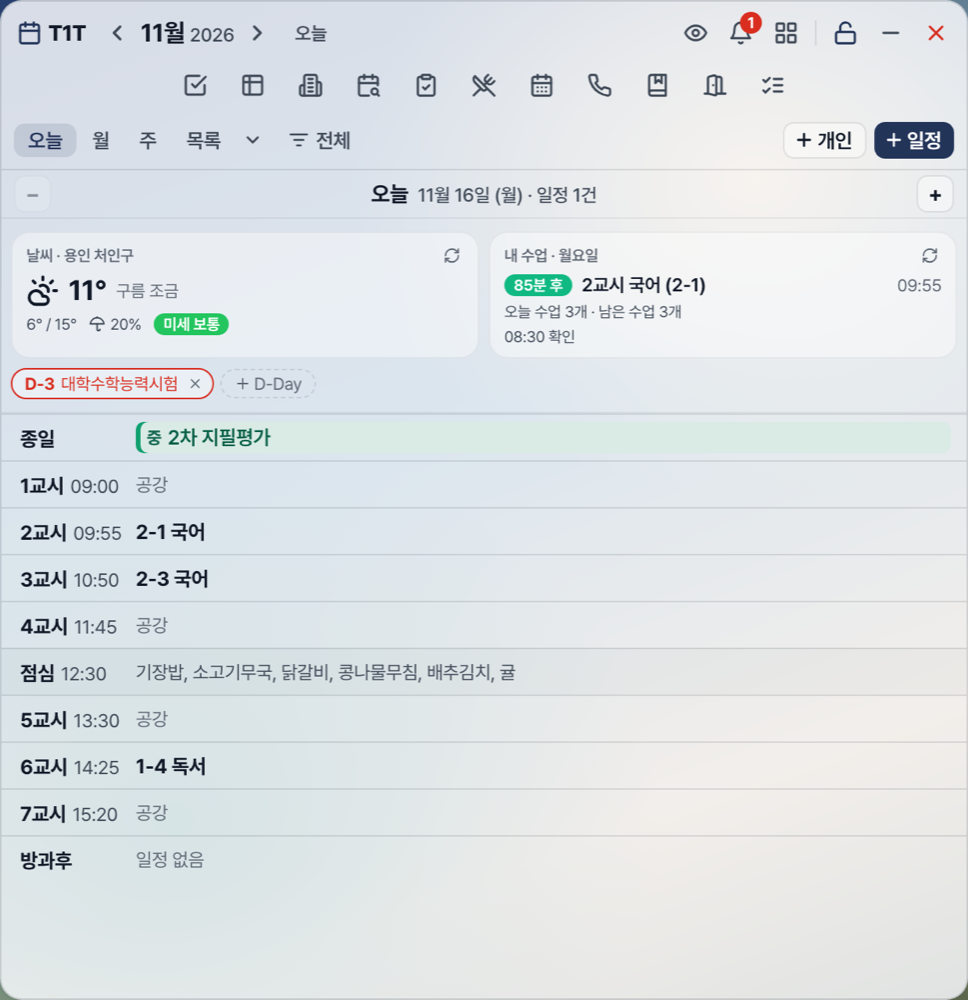 T1T 11월 2026 오늘 1
오늘 월 주 목록 전체 + 개인 + 일정
오늘 11월 16일 (월) · 일정 1건
날씨 · 용인 처인구
11° 구름 조금
6° / 15° 20% 미세 보통
내 수업 · 월요일
85분 후 2교시 국어 (2-1) 09:55
오늘 수업 3개 · 남은 수업 3개
08:30 확인
D-3 대학수학능력시험 × + D-Day
종일 중 2차 지필평가
1교시 09:00 공강
2교시 09:55 2-1 국어
3교시 10:50 2-3 국어
4교시 11:45 공강
점심 12:30 기장밥, 소고기무국, 닭갈비, 콩나물무침, 배추김치, 귤
5교시 13:30 공강
6교시 14:25 1-4 독서
7교시 15:20 공강
방과후 일정 없음